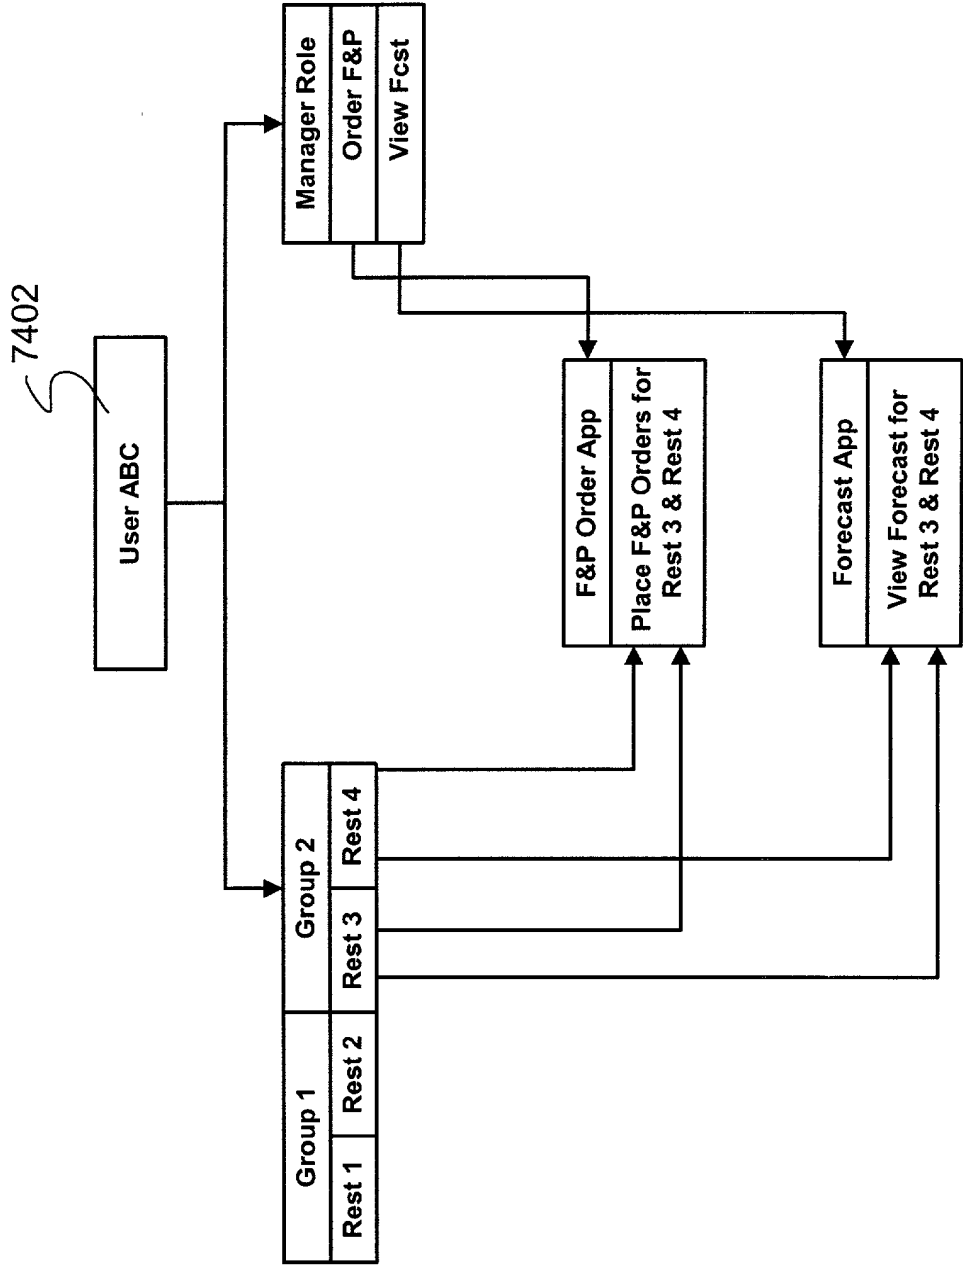 7402
User ABC
Group 1
Group 2
Rest 1
Rest 2
Rest 3
Rest 4
Manager Role
Order F&P
View Fcst
F&P Order App
Place F&P Orders for
Rest 3 & Rest 4
Forecast App
View Forecast for
Rest 3 & Rest 4